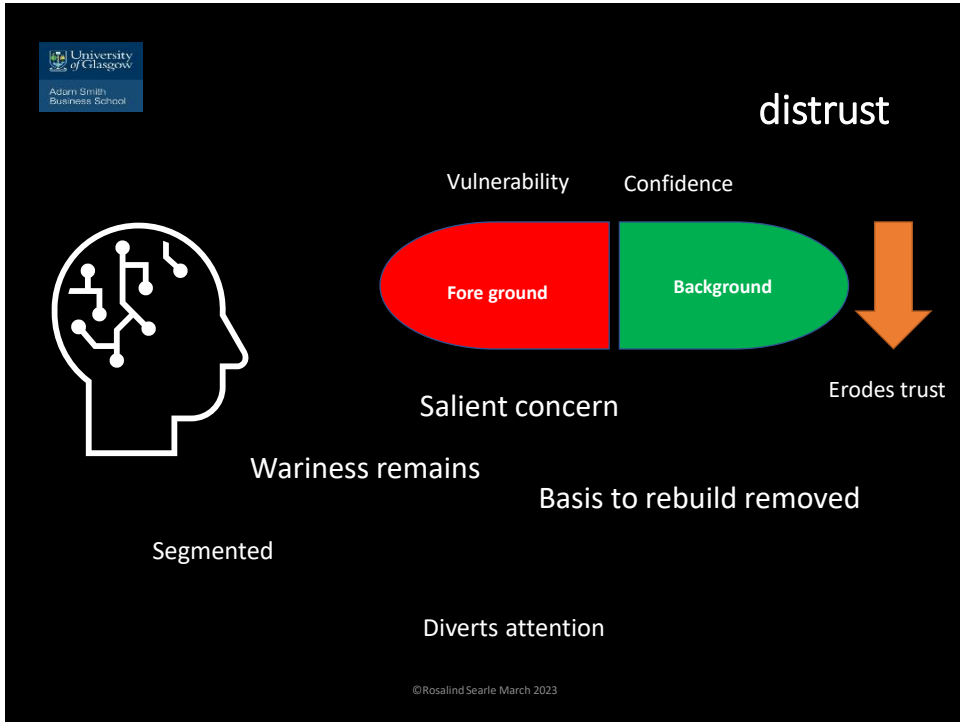 University
of Glasgow
Adam Smith
Business School
distrust
Vulnerability
Confidence
Fore ground
Background
Erodes trust
Salient concern
Wariness remains
Basis to rebuild removed
Segmented
Diverts attention
©Rosalind Searle March 2023